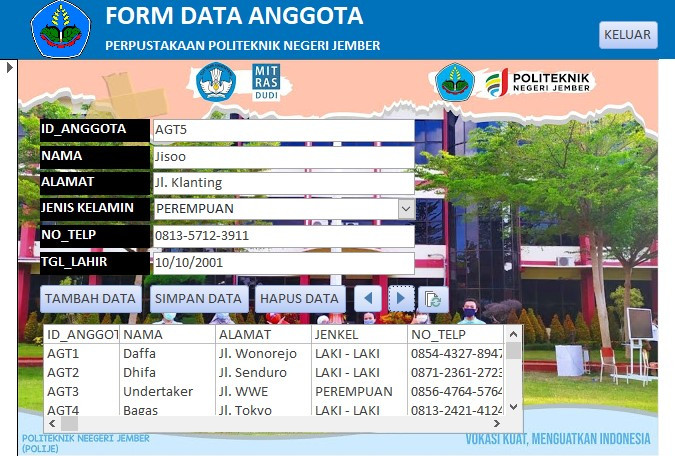 FORM DATA ANGGOTA
PERPUSTAKAAN POLITEKNIK NEGERI JEMBER
KELUAR
MIT
RAS
DUDI
POLITEKNIK
NEGERI JEMBER
ID_ANGGOTA AGT5
NAMA Jisoo
ALAMAT Jl. Klanting
JENIS KELAMIN PEREMPUAN
NO_TELP 0813-5712-3911
TGL_LAHIR 10/10/2001
TAMBAH DATA SIMPAN DATA HAPUS DATA
ID_ANGGOT NAMA ALAMAT JENKEL NO_TELP
AGT1 Daffa Jl. Wonorejo LAKI - LAKI 0854-4327-8947
AGT2 Dhifa Jl. Senduro LAKI - LAKI 0871-2361-2723
AGT3 Undertaker Jl. WWE PEREMPUAN 0856-4764-5764
AGT4 Bagas Jl. Tokyo LAKI - LAKI 0813-2421-4124
POLITEKNIK NEEGERI JEMBER
(POLIJE)
VOKASI KUAT, MENGUATKAN INDONESIA